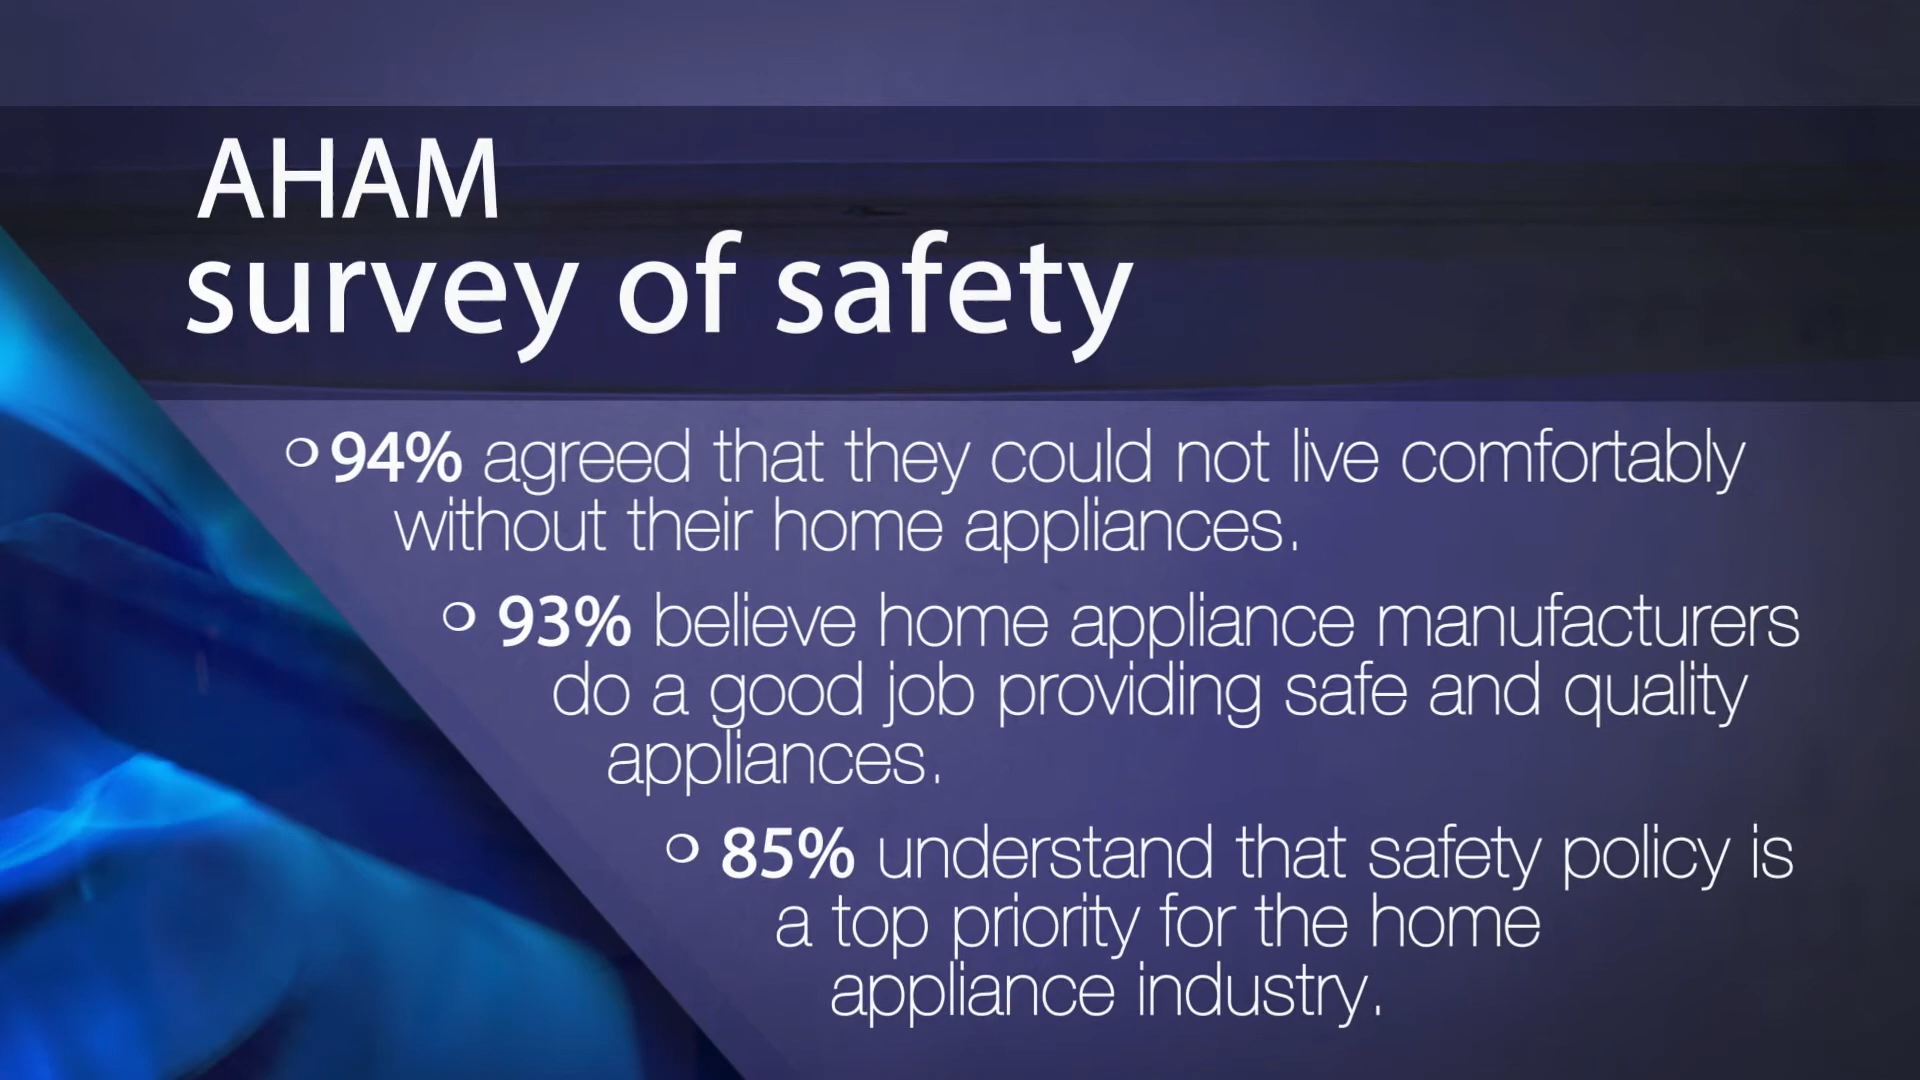 AHAM
survey of safety
94% agreed that they could not live comfortably
without their home appliances.
93% believe home appliance manufacturers
do a good job providing safe and quality
appliances.
85% understand that safety policy is
a top priority for the home
appliance industry.